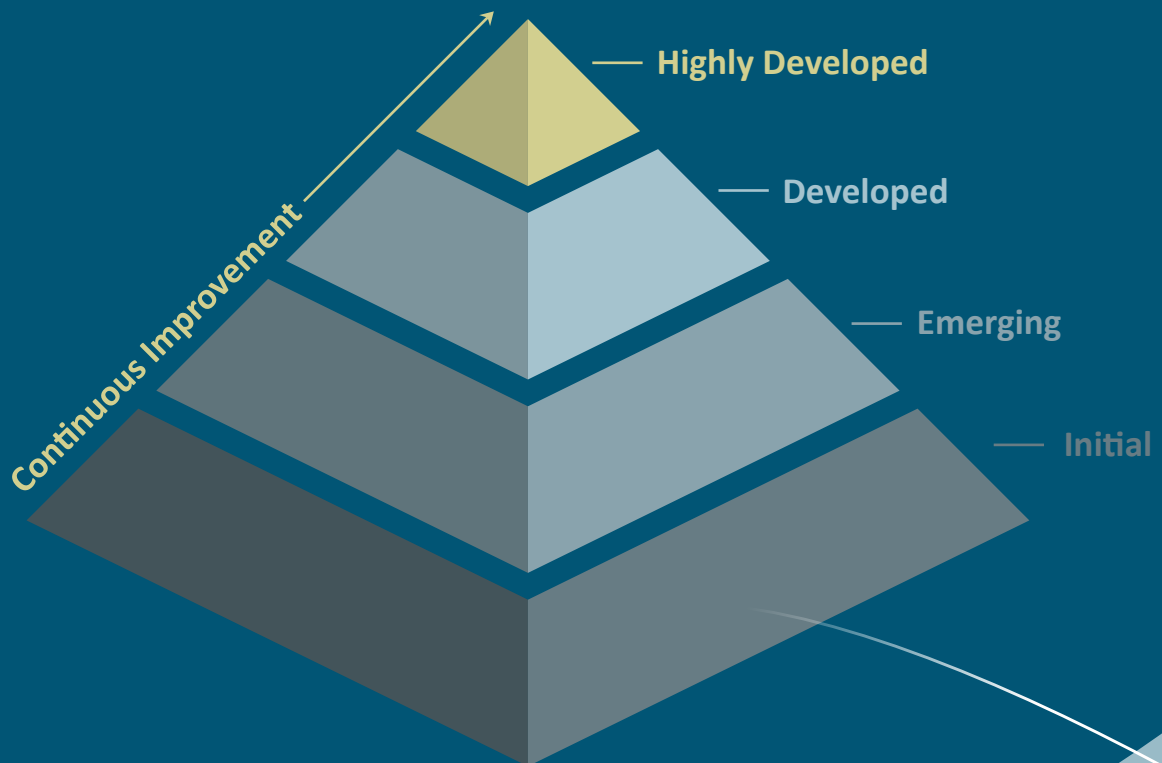 Highly Developed
Developed
Continuous Improvement
Emerging
Initial